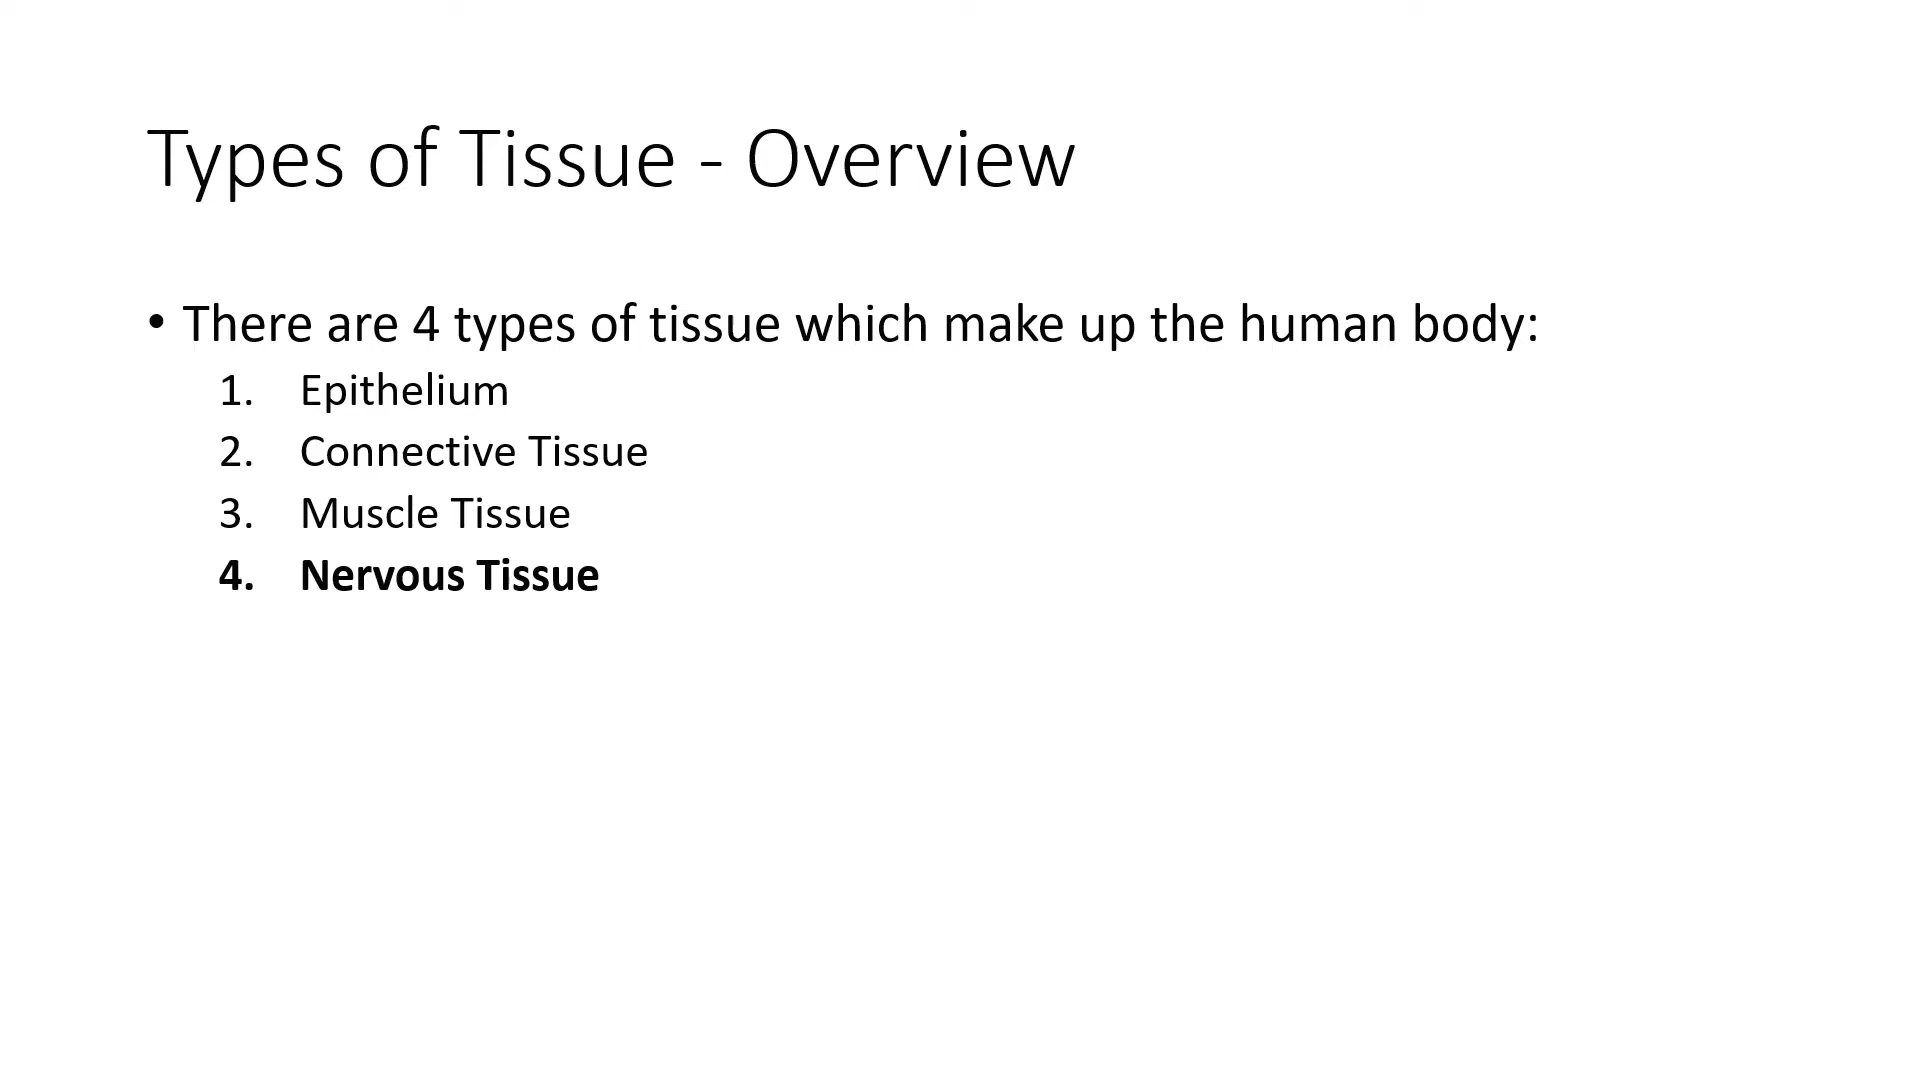 Types of Tissue - Overview
• There are 4 types of tissue which make up the human body:
1. Epithelium
2. Connective Tissue
3. Muscle Tissue
4. Nervous Tissue